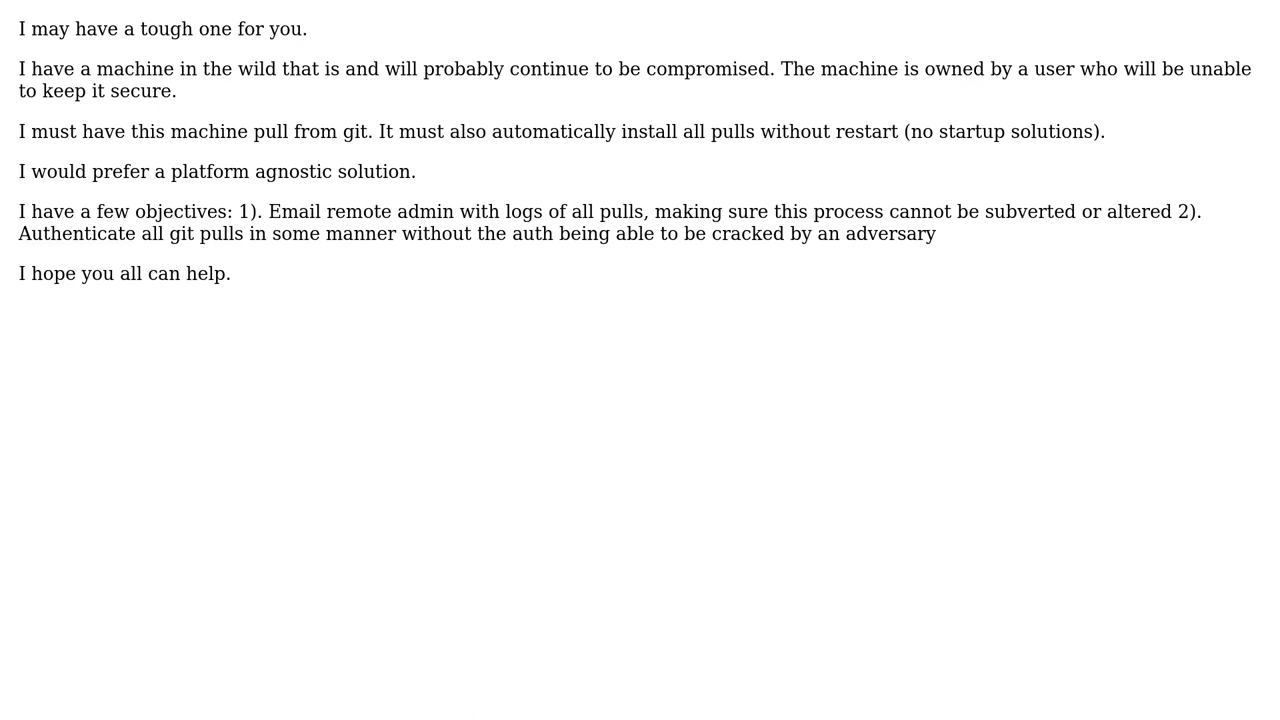 I may have a tough one for you.
I have a machine in the wild that is and will probably continue to be compromised. The machine is owned by a user who will be unable
to keep it secure.
I must have this machine pull from git. It must also automatically install all pulls without restart (no startup solutions).
I would prefer a platform agnostic solution.
I have a few objectives: 1). Email remote admin with logs of all pulls, making sure this process cannot be subverted or altered 2).
Authenticate all git pulls in some manner without the auth being able to be cracked by an adversary
I hope you all can help.